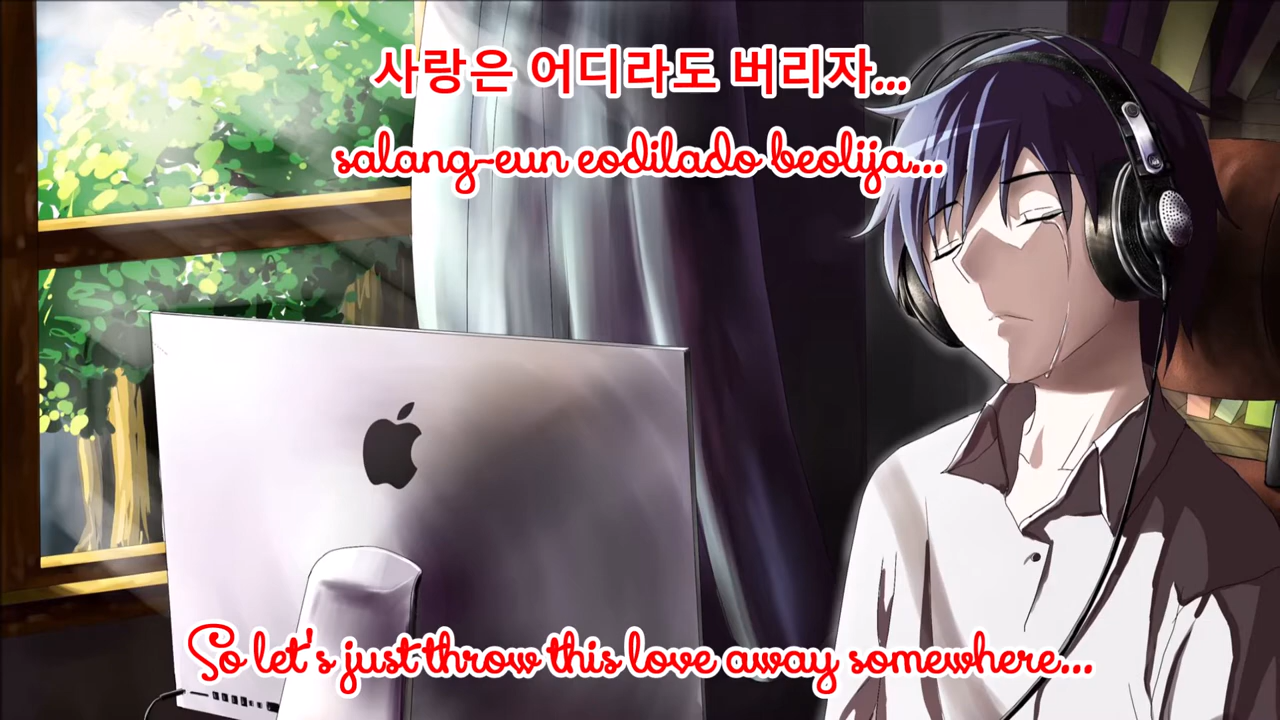 사랑은 어디라도 버리자...
salang-eun eodilado beolija...
So let's just throw this love away somewhere...